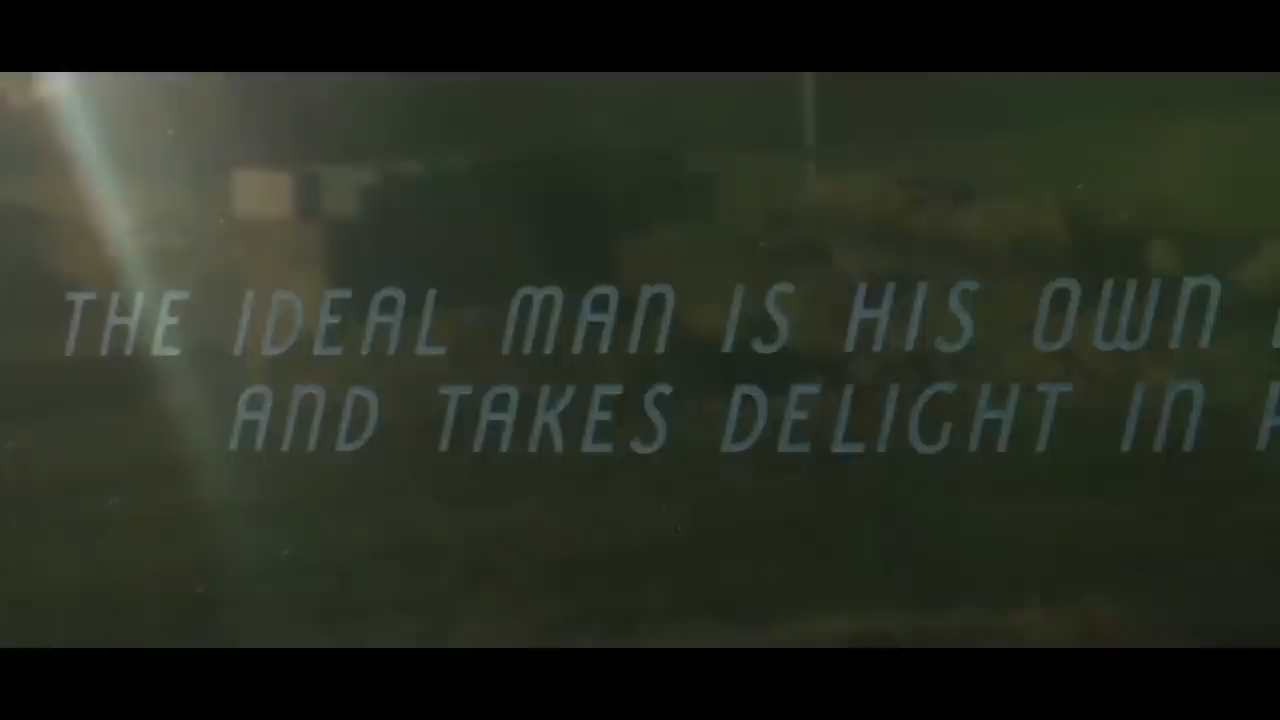 THE IDEAL MAN IS HIS OWN
AND TAKES DELIGHT IN